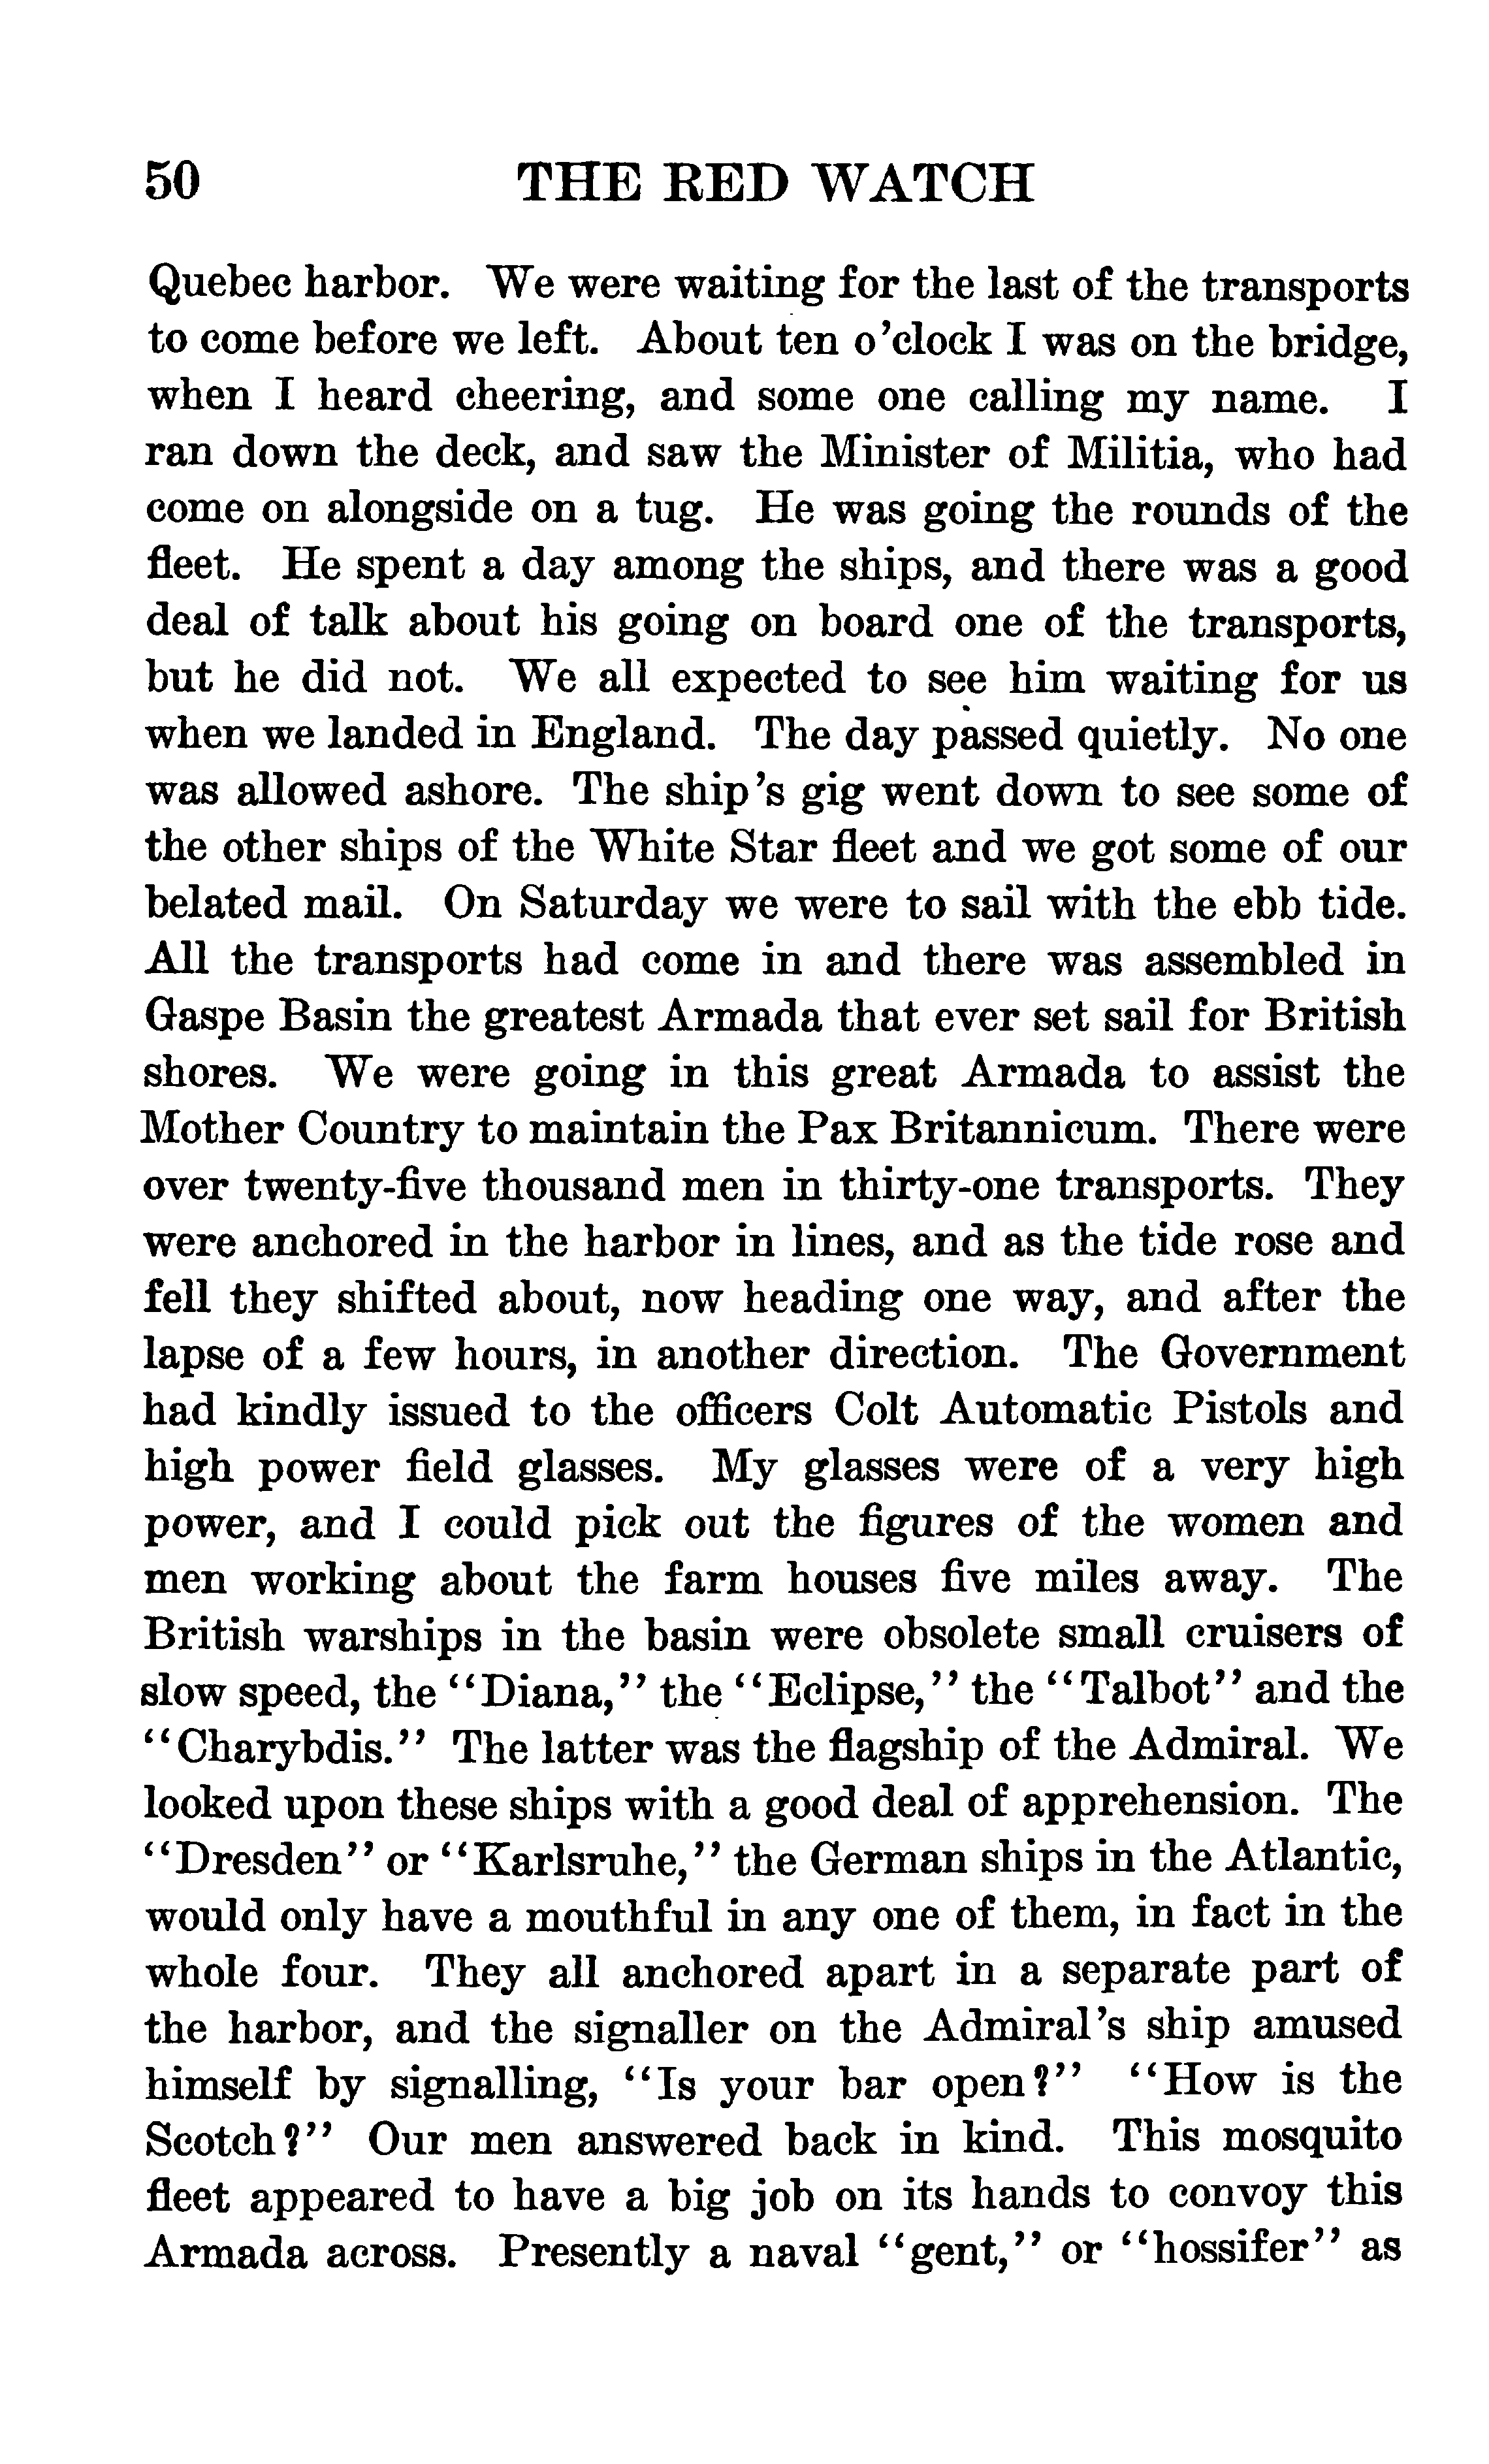 50 THE RED WATCH
Quebec harbor. We were waiting for the last of the transports
to come before we left. About ten o'clock I was on the bridge,
when I heard cheering, and some one calling my name. I
ran down the deck, and saw the Minister of Militia, who had
come on alongside on a tug. He was going the rounds of the
fleet. He spent a day among the ships, and there was a good
deal of talk about his going on board one of the transports,
but he did not. We all expected to see him waiting for us
when we landed in England. The day passed quietly. No one
was allowed ashore. The ship's gig went down to see some of
the other ships of the White Star fleet and we got some of our
belated mail. On Saturday we were to sail with the ebb tide.
All the transports had come in and there was assembled in
Gaspe Basin the greatest Armada that ever set sail for British
shores. We were going in this great Armada to assist the
Mother Country to maintain the Pax Britannicum. There were
over twenty-five thousand men in thirty-one transports. They
were anchored in the harbor in lines, and as the tide rose and
fell they shifted about, now heading one way, and after the
lapse of a few hours, in another direction. The Government
had kindly issued to the officers Colt Automatic Pistols and
high power field glasses. My glasses were of a very high
power, and I could pick out the figures of the women and
men working about the farm houses five miles away. The
British warships in the basin were obsolete small cruisers of
slow speed, the "Diana," the "Eclipse," the "Talbot" and the
"Charybdis." The latter was the flagship of the Admiral. We
looked upon these ships with a good deal of apprehension. The
"Dresden" or "Karlsruhe," the German ships in the Atlantic,
would only have a mouthful in any one of them, in fact in the
whole four. They all anchored apart in a separate part of
the harbor, and the signaller on the Admiral's ship amused
himself by signalling, "Is your bar open?" "How is the
Scotch?" Our men answered back in kind. This mosquito
fleet appeared to have a big job on its hands to convoy this
Armada across. Presently a naval "gent," or "hossifer" as